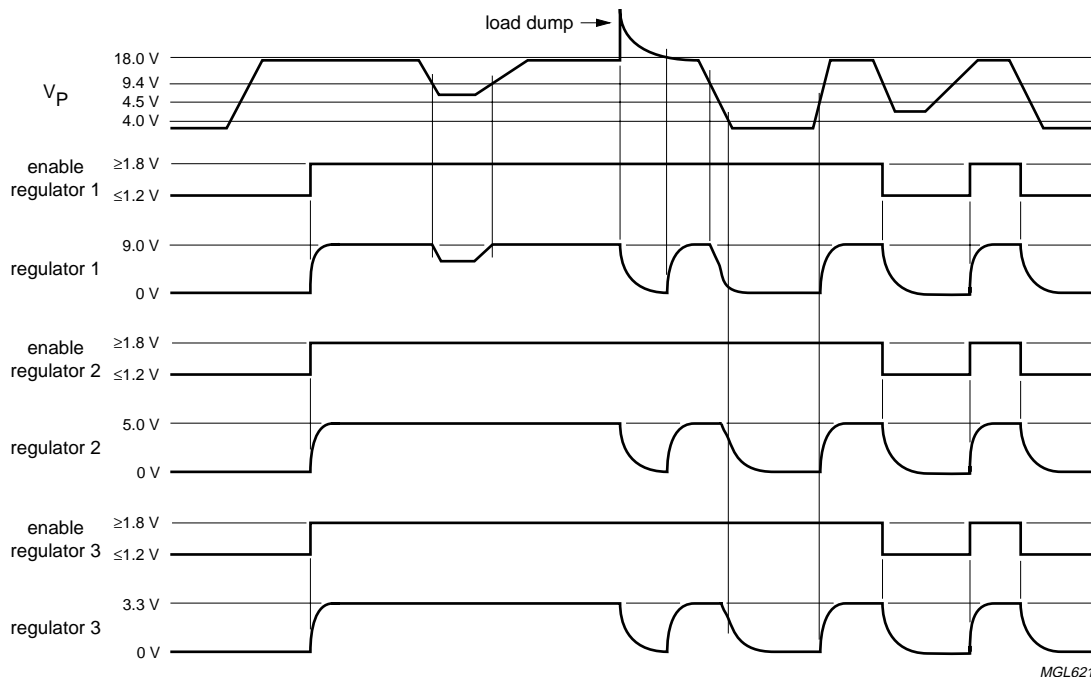 load dump
18.0 V
9.4 V
4.5 V
4.0 V
VP
enable
regulator 1
≥1.8 V
≤1.2 V
regulator 1
9.0 V
0 V
enable
regulator 2
≥1.8 V
≤1.2 V
regulator 2
5.0 V
0 V
enable
regulator 3
≥1.8 V
≤1.2 V
regulator 3
3.3 V
0 V
MGL621